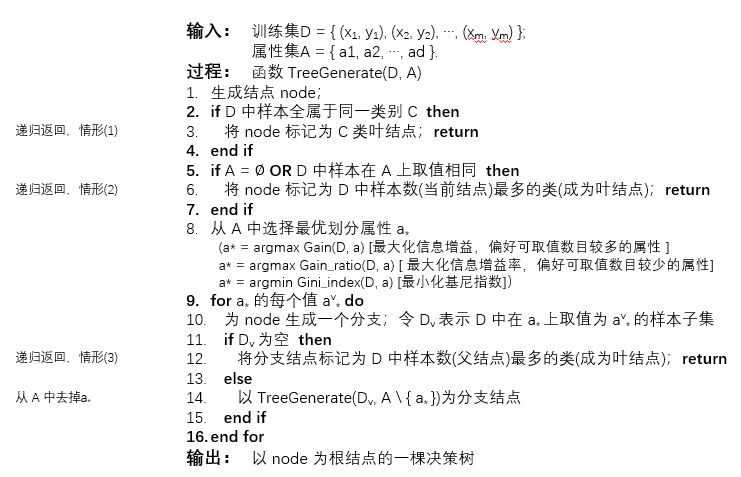 输入： 训练集D = { (x₁, y₁), (x₂, y₂), ···, (xₘ, yₘ) };
属性集A = { a1, a2, ···, ad }.
过程： 函数 TreeGenerate(D, A)
1. 生成结点 node；
2. if D 中样本全属于同一类别 C then
递归返回，情形(1) 3. 将 node 标记为 C 类叶结点；return
4. end if
5. if A = Ø OR D 中样本在 A 上取值相同 then
递归返回，情形(2) 6. 将 node 标记为 D 中样本数(当前结点)最多的类(成为叶结点)；return
7. end if
8. 从 A 中选择最优划分属性 a*
(a* = argmax Gain(D, a) [最大化信息增益，偏好可取值数目较多的属性 ]
a* = argmax Gain_ratio(D, a) [ 最大化信息增益率，偏好可取值数目较少的属性]
a* = argmin Gini_index(D, a) [最小化基尼指数]）
9. for a* 的每个值 aᵛ* do
10. 为 node 生成一个分支；令 Dᵥ 表示 D 中在 a* 上取值为 aᵛ* 的样本子集
11. if Dᵥ 为空 then
递归返回，情形(3) 12. 将分支结点标记为 D 中样本数(父结点)最多的类(成为叶结点)；return
13. else
从 A 中去掉a* 14. 以 TreeGenerate(Dᵥ, A \ { a* })为分支结点
15. end if
16. end for
输出： 以 node 为根结点的一棵决策树